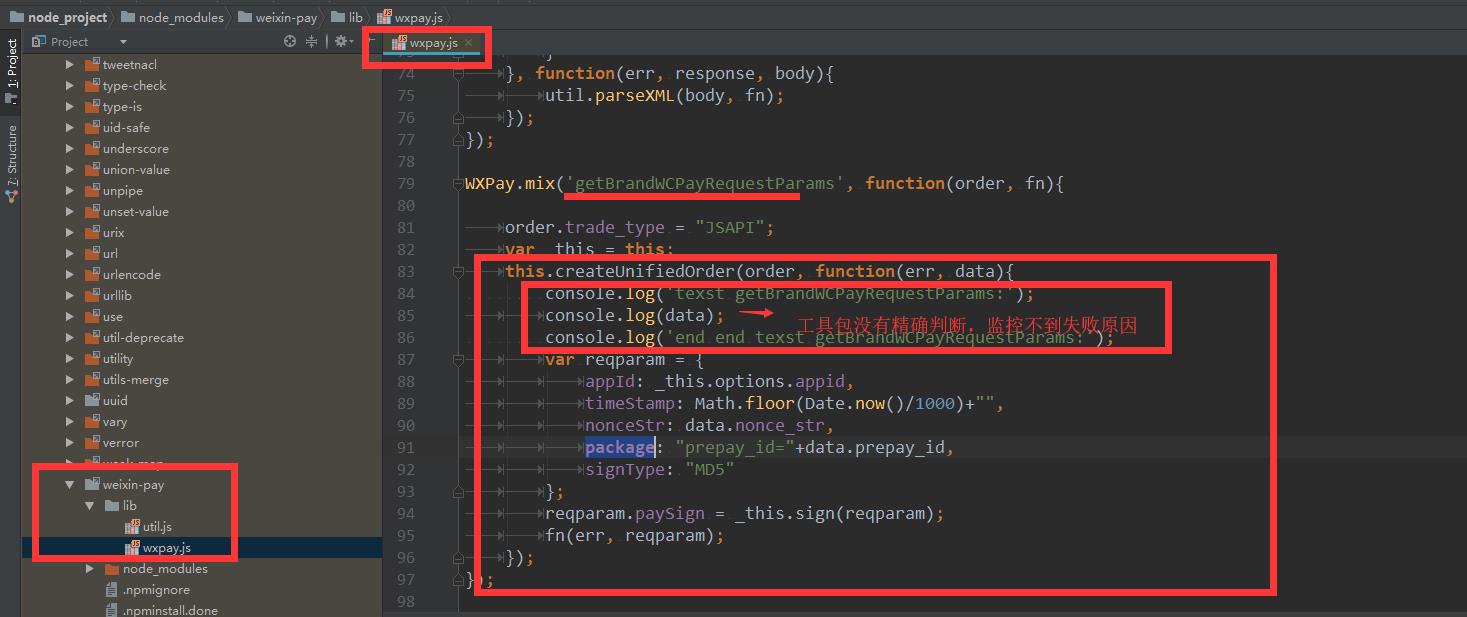 node_project node_modules weixin-pay lib wxpay.js
1: Project
7: Structure
Project
tweetnacl
type-check
type-is
uid-safe
underscore
union-value
unpipe
unset-value
urix
url
urlencode
urllib
use
util-deprecate
utility
utils-merge
uuid
vary
verror
weixin-pay
lib
util.js
wxpay.js
node_modules
.npmignore
.npminstall.done
wxpay.js
74 }, function(err, response, body){
75 util.parseXML(body, fn);
76 });
77 });
78
79 WXPay.mix('getBrandWCPayRequestParams', function(order, fn){
80
81 order.trade_type = "JSAPI";
82 var _this = this;
83 this.createUnifiedOrder(order, function(err, data){
84 console.log('texst getBrandWCPayRequestParams:');
85 console.log(data);
工具包没有精确判断，监控不到失败原因
86 console.log('end end texst getBrandWCPayRequestParams:');
87 var reqparam = {
88 appId: _this.options.appid,
89 timeStamp: Math.floor(Date.now()/1000)+"",
90 nonceStr: data.nonce_str,
91 package: "prepay_id="+data.prepay_id,
92 signType: "MD5"
93 };
94 reqparam.paySign = _this.sign(reqparam);
95 fn(err, reqparam);
96 });
97 });
98